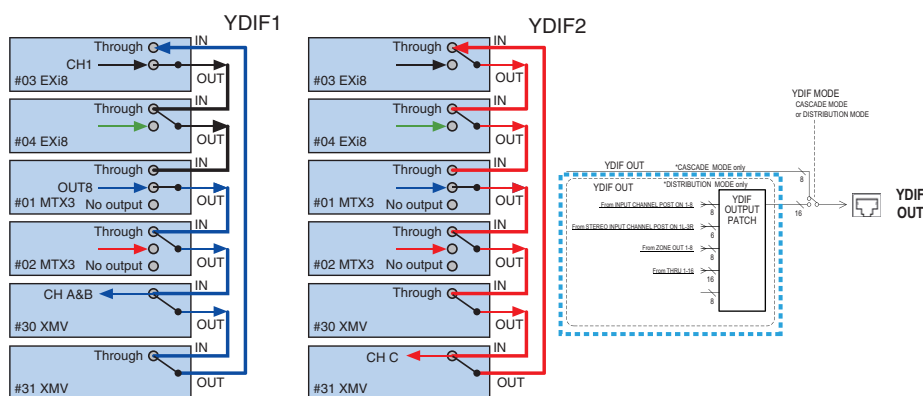 YDIF1
IN
Through
CH1
#03 EXi8
OUT
IN
Through
#04 EXi8
OUT
IN
Through
OUT8
#01 MTX3
No output
OUT
IN
Through
#02 MTX3
No output
OUT
IN
CH A&B
#30 XMV
OUT
IN
Through
#31 XMV
OUT
YDIF2
IN
Through
#03 EXi8
OUT
IN
Through
#04 EXi8
OUT
IN
Through
#01 MTX3
No output
OUT
IN
Through
#02 MTX3
No output
OUT
IN
Through
#30 XMV
OUT
IN
CH C
#31 XMV
OUT
YDIF MODE
CASCADE MODE
or DISTRIBUTION MODE
YDIF OUT
*CASCADE MODE only
8
YDIF OUT
*DISTRIBUTION MODE only
From INPUT CHANNEL POST ON 1-8
8
From STEREO INPUT CHANNEL POST ON 1L-3R
6
From ZONE OUT 1-8
8
From THRU 1-16
16
8
YDIF
OUTPUT
PATCH
16
YDIF
OUT